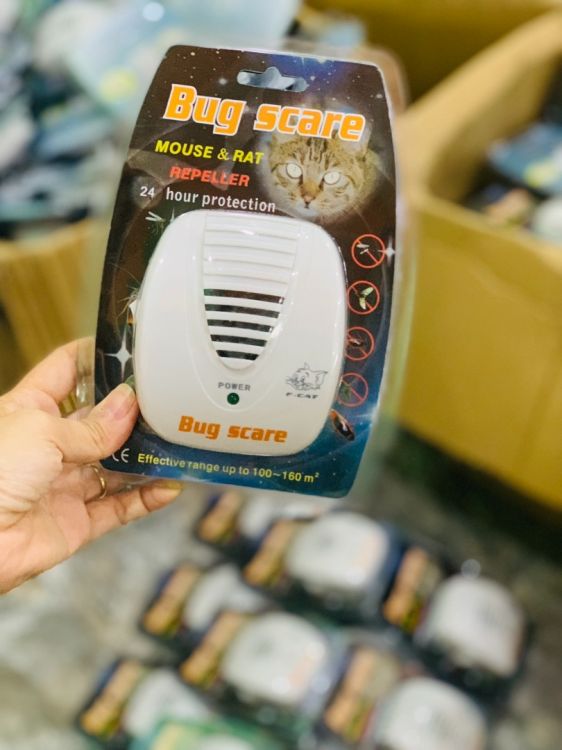 Bug scare
MOUSE & RAT
REPELLER
24 hour protection
POWER
F-CAT
Bug scare
CE Effective range up to 100~160 m²